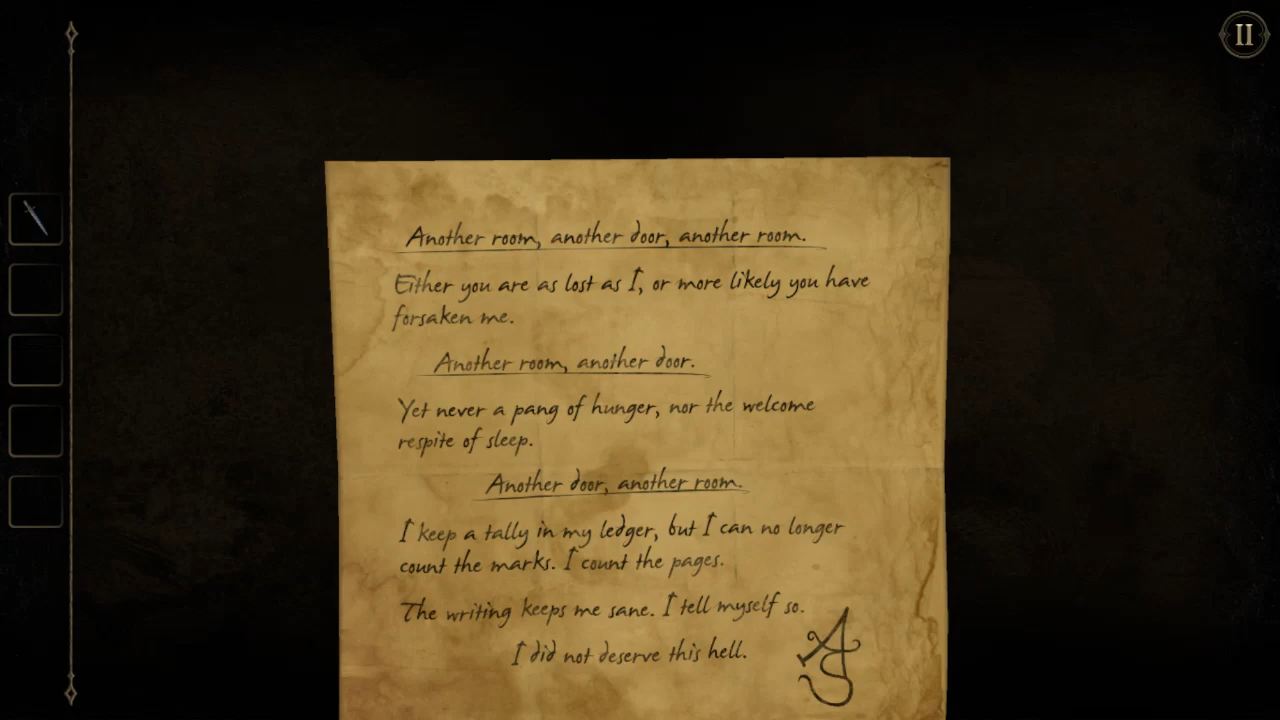 II
Another room, another door, another room.
Either you are as lost as I, or more likely you have
forsaken me.
Another room, another door.
Yet never a pang of hunger, nor the welcome
respite of sleep.
Another door, another room.
I keep a tally in my ledger, but I can no longer
count the marks. I count the pages.
The writing keeps me sane. I tell myself so.
I did not deserve this hell.
AS